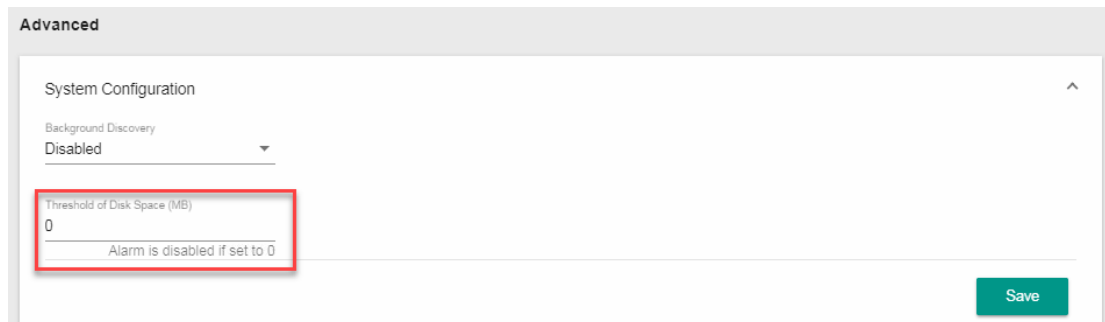 Advanced
System Configuration
Background Discovery
Disabled
Threshold of Disk Space (MB)
0
Alarm is disabled if set to 0
Save